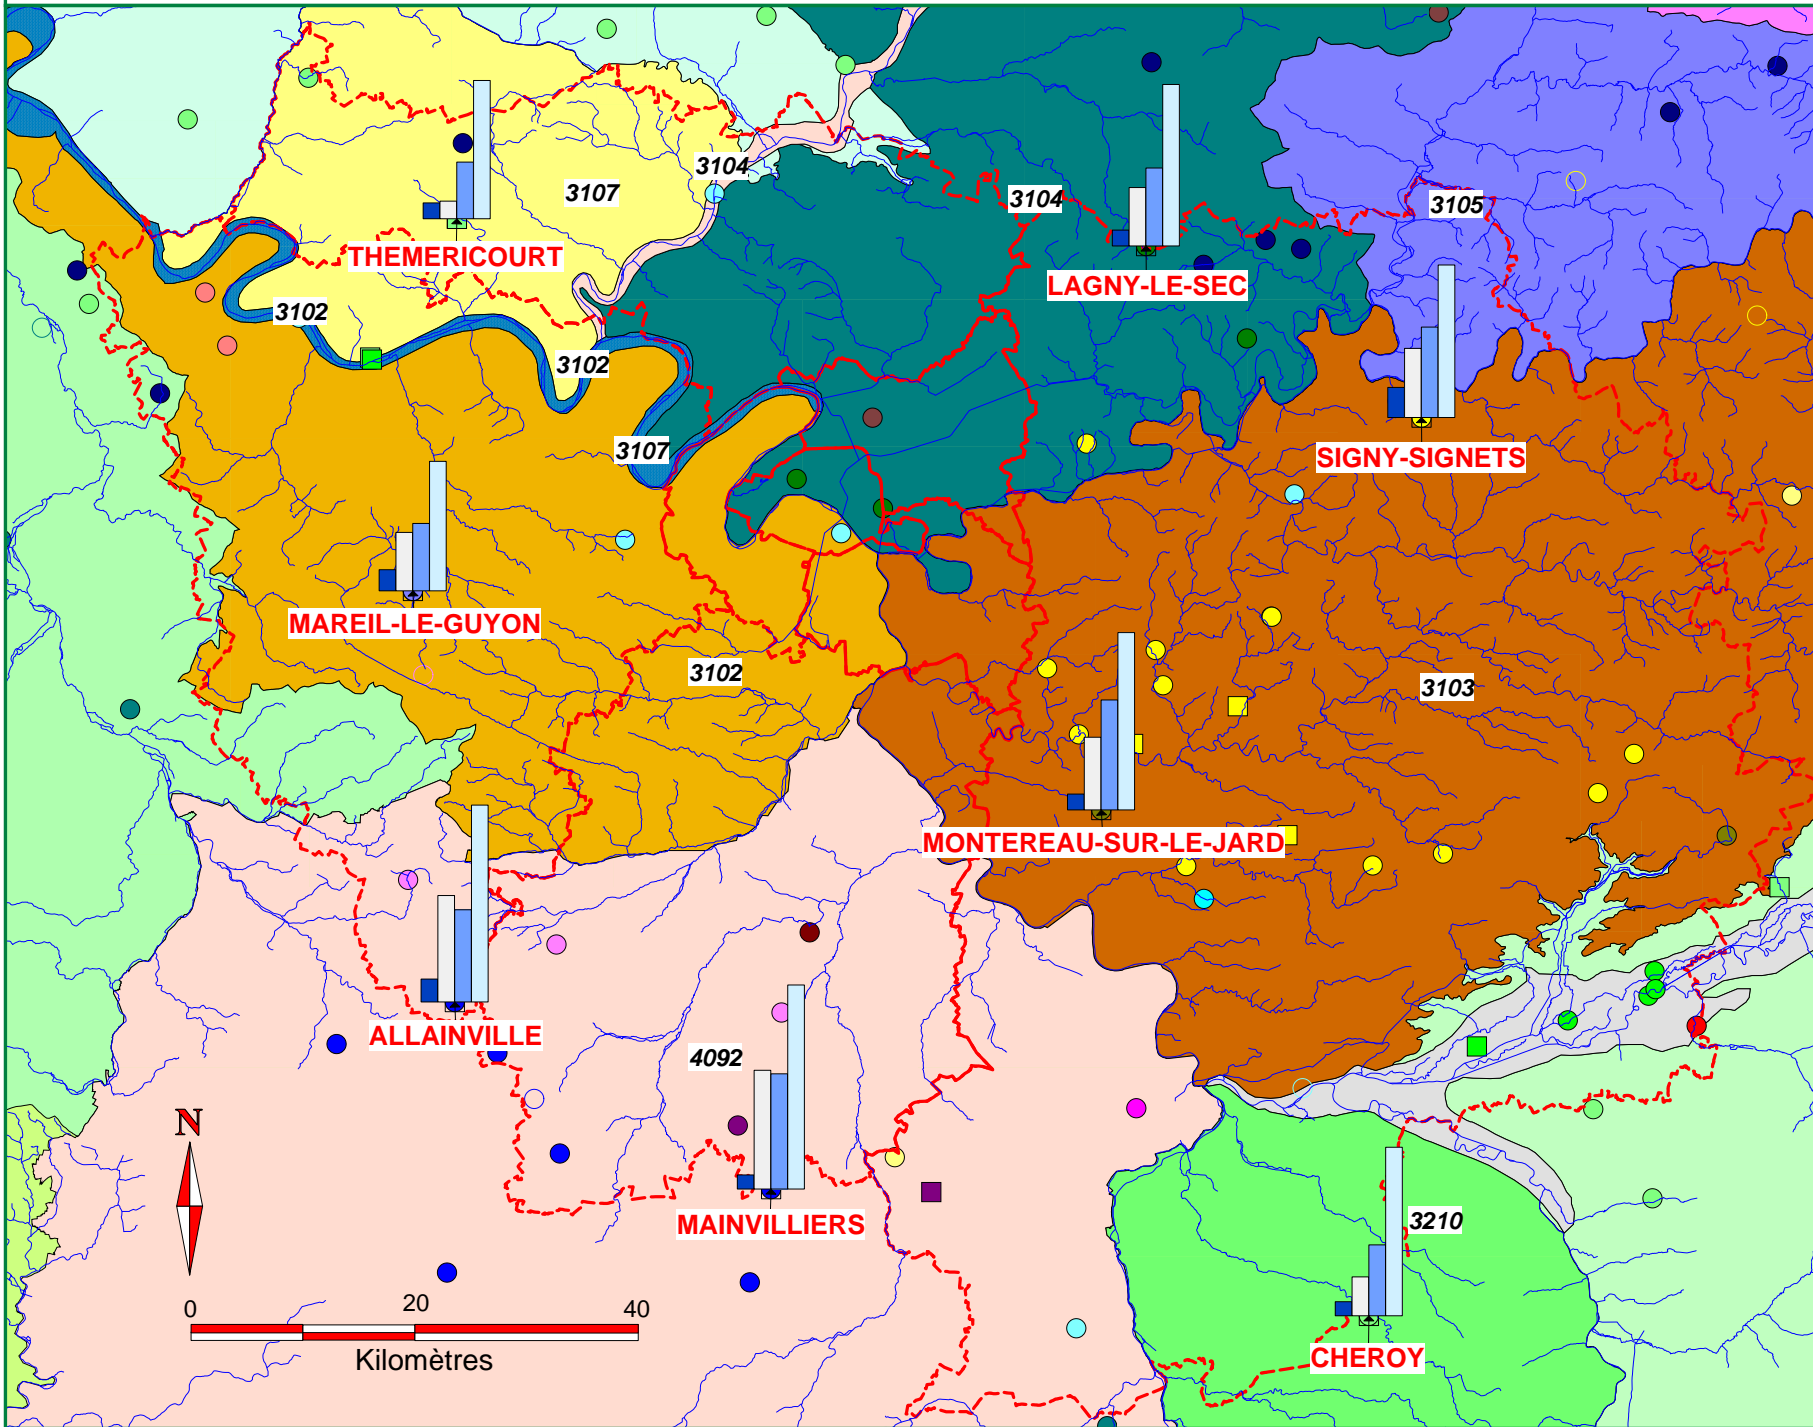 3104
3107
3104
3105
THEMERICOURT
LAGNY-LE-SEC
3102
3102
3107
SIGNY-SIGNETS
MAREIL-LE-GUYON
3102
3103
MONTEREAU-SUR-LE-JARD
ALLAINVILLE
4092
N
MAINVILLIERS
3210
0 20 40
Kilomètres
CHEROY